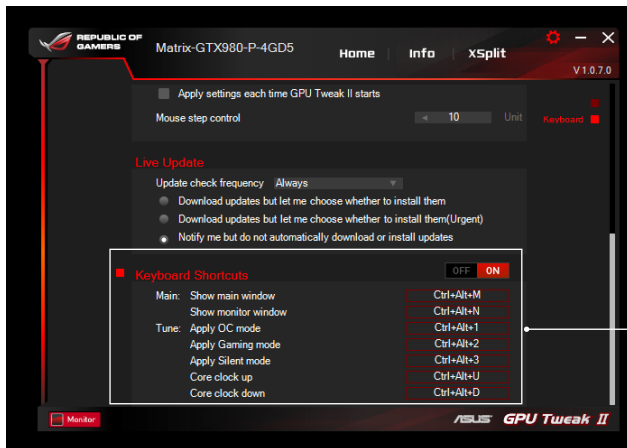 REPUBLIC OF
GAMERS
Matrix-GTX980-P-4GD5
Home
Info
XSplit
V 1.0.7.0
Apply settings each time GPU Tweak II starts
Mouse step control
10
Unit
Keyboard
Live Update
Update check frequency
Always
Download updates but let me choose whether to install them
Download updates but let me choose whether to install them(Urgent)
Notify me but do not automatically download or install updates
Keyboard Shortcuts
OFF
ON
Main: Show main window Ctrl+Alt+M
Show monitor window Ctrl+Alt+N
Tune: Apply OC mode Ctrl+Alt+1
Apply Gaming mode Ctrl+Alt+2
Apply Silent mode Ctrl+Alt+3
Core clock up Ctrl+Alt+U
Core clock down Ctrl+Alt+D
Monitor
ASUS GPU Tweak II